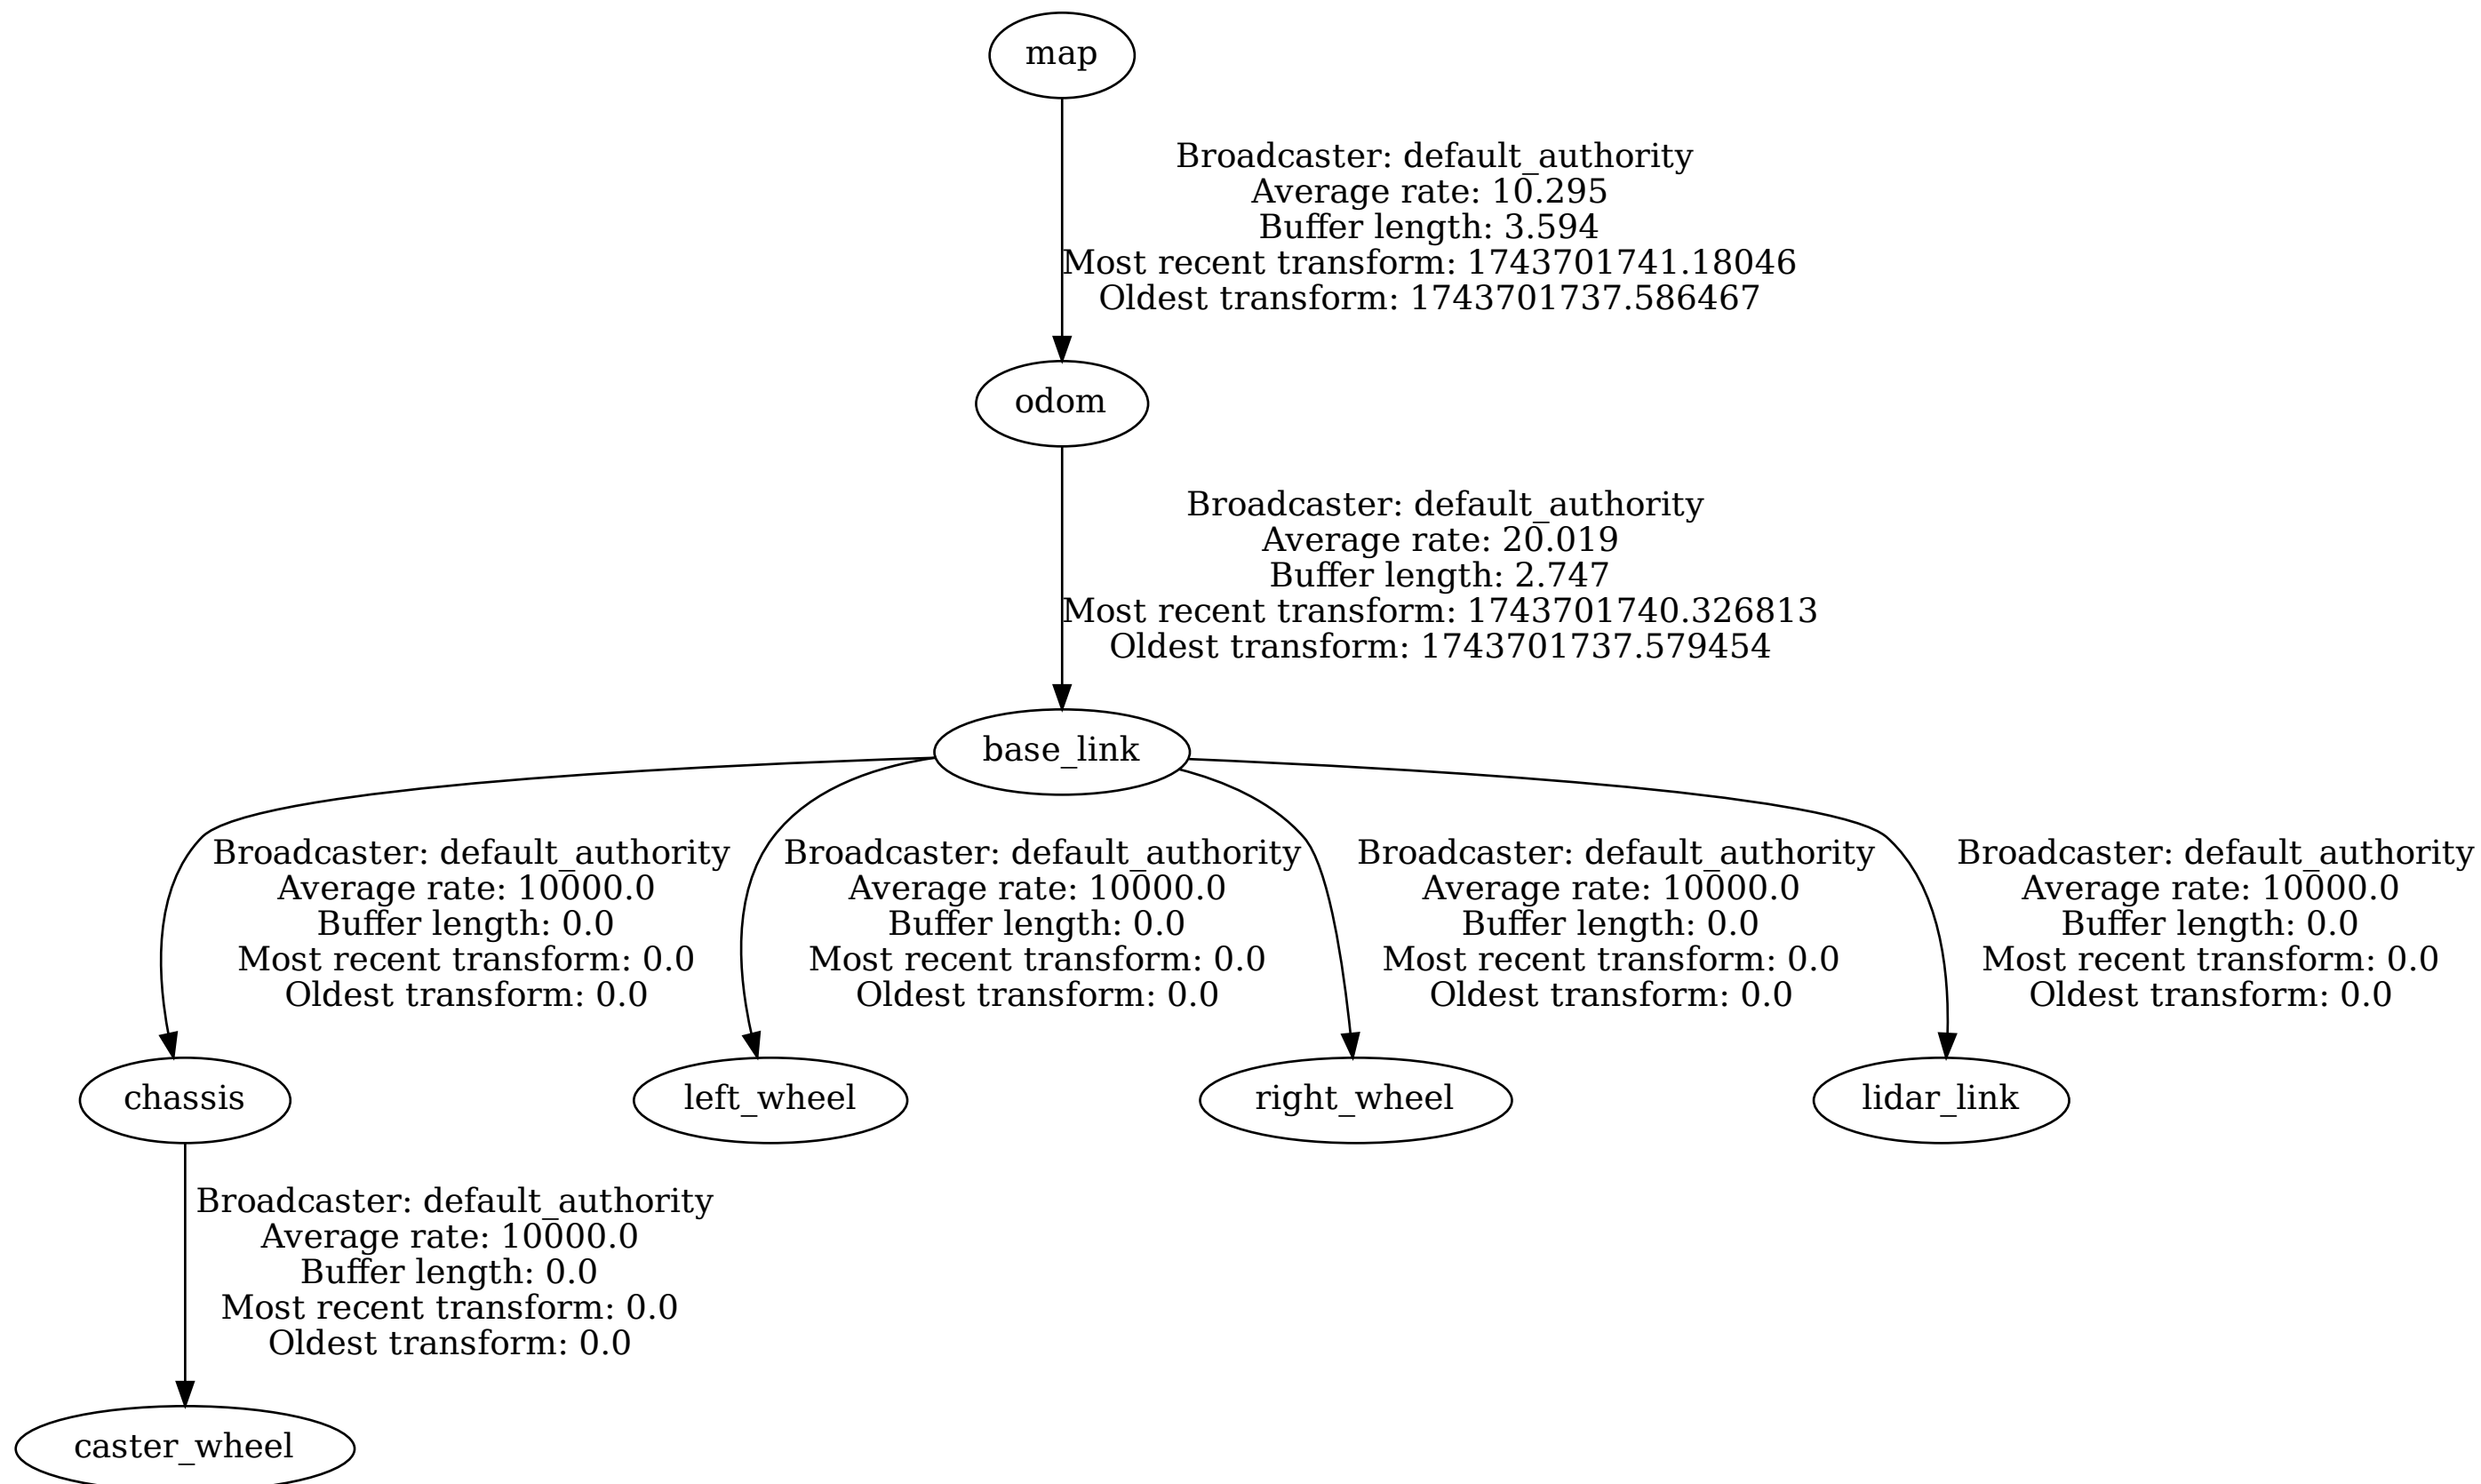 map
Broadcaster: default_authority
Average rate: 10.295
Buffer length: 3.594
Most recent transform: 1743701741.18046
Oldest transform: 1743701737.586467
odom
Broadcaster: default_authority
Average rate: 20.019
Buffer length: 2.747
Most recent transform: 1743701740.326813
Oldest transform: 1743701737.579454
base_link
Broadcaster: default_authority
Average rate: 10000.0
Buffer length: 0.0
Most recent transform: 0.0
Oldest transform: 0.0
Broadcaster: default_authority
Average rate: 10000.0
Buffer length: 0.0
Most recent transform: 0.0
Oldest transform: 0.0
Broadcaster: default_authority
Average rate: 10000.0
Buffer length: 0.0
Most recent transform: 0.0
Oldest transform: 0.0
Broadcaster: default_authority
Average rate: 10000.0
Buffer length: 0.0
Most recent transform: 0.0
Oldest transform: 0.0
chassis
left_wheel
right_wheel
lidar_link
Broadcaster: default_authority
Average rate: 10000.0
Buffer length: 0.0
Most recent transform: 0.0
Oldest transform: 0.0
caster_wheel